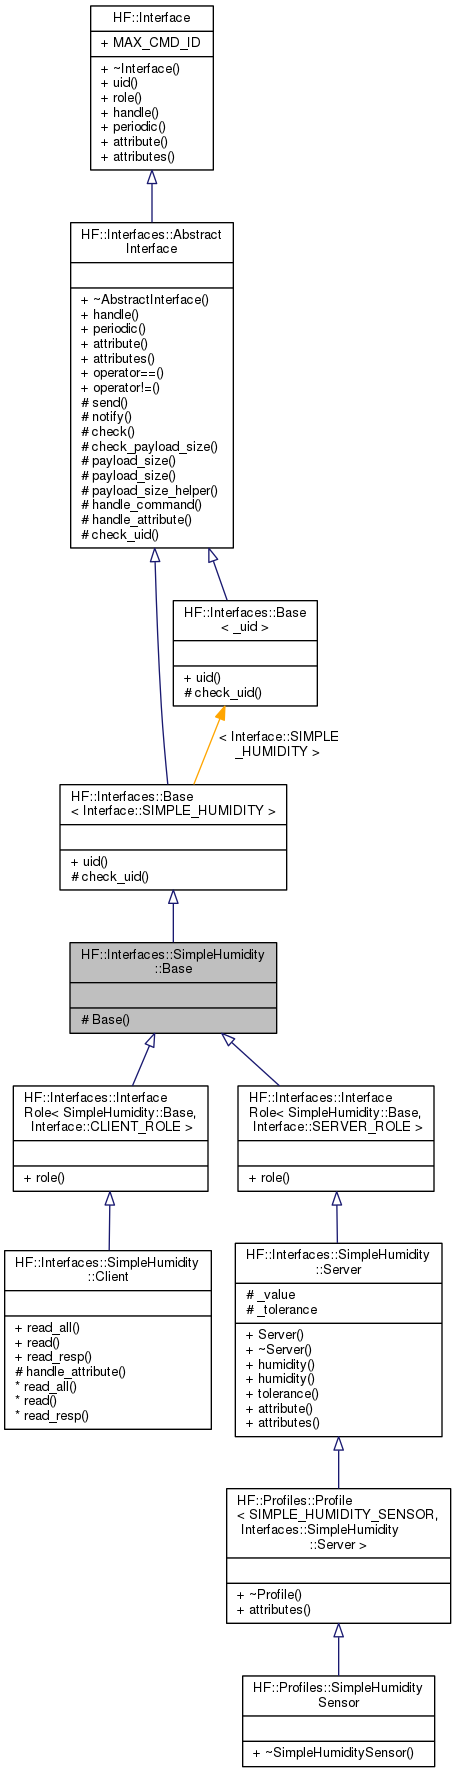 HF::Interface
+ MAX_CMD_ID
+ ~Interface()
+ uid()
+ role()
+ handle()
+ periodic()
+ attribute()
+ attributes()
HF::Interfaces::Abstract
Interface
+ ~AbstractInterface()
+ handle()
+ periodic()
+ attribute()
+ attributes()
+ operator==()
+ operator!=()
# send()
# notify()
# check()
# check_payload_size()
# payload_size()
# payload_size()
# payload_size_helper()
# handle_command()
# handle_attribute()
# check_uid()
HF::Interfaces::Base
< _uid >
+ uid()
# check_uid()
< Interface::SIMPLE
_HUMIDITY >
HF::Interfaces::Base
< Interface::SIMPLE_HUMIDITY >
+ uid()
# check_uid()
HF::Interfaces::SimpleHumidity
::Base
# Base()
HF::Interfaces::Interface
Role< SimpleHumidity::Base,
Interface::CLIENT_ROLE >
+ role()
HF::Interfaces::Interface
Role< SimpleHumidity::Base,
Interface::SERVER_ROLE >
+ role()
HF::Interfaces::SimpleHumidity
::Client
+ read_all()
+ read()
+ read_resp()
# handle_attribute()
* read_all()
* read()
* read_resp()
HF::Interfaces::SimpleHumidity
::Server
# _value
# _tolerance
+ Server()
+ ~Server()
+ humidity()
+ humidity()
+ tolerance()
+ attribute()
+ attributes()
HF::Profiles::Profile
< SIMPLE_HUMIDITY_SENSOR,
Interfaces::SimpleHumidity
::Server >
+ ~Profile()
+ attributes()
HF::Profiles::SimpleHumidity
Sensor
+ ~SimpleHumiditySensor()